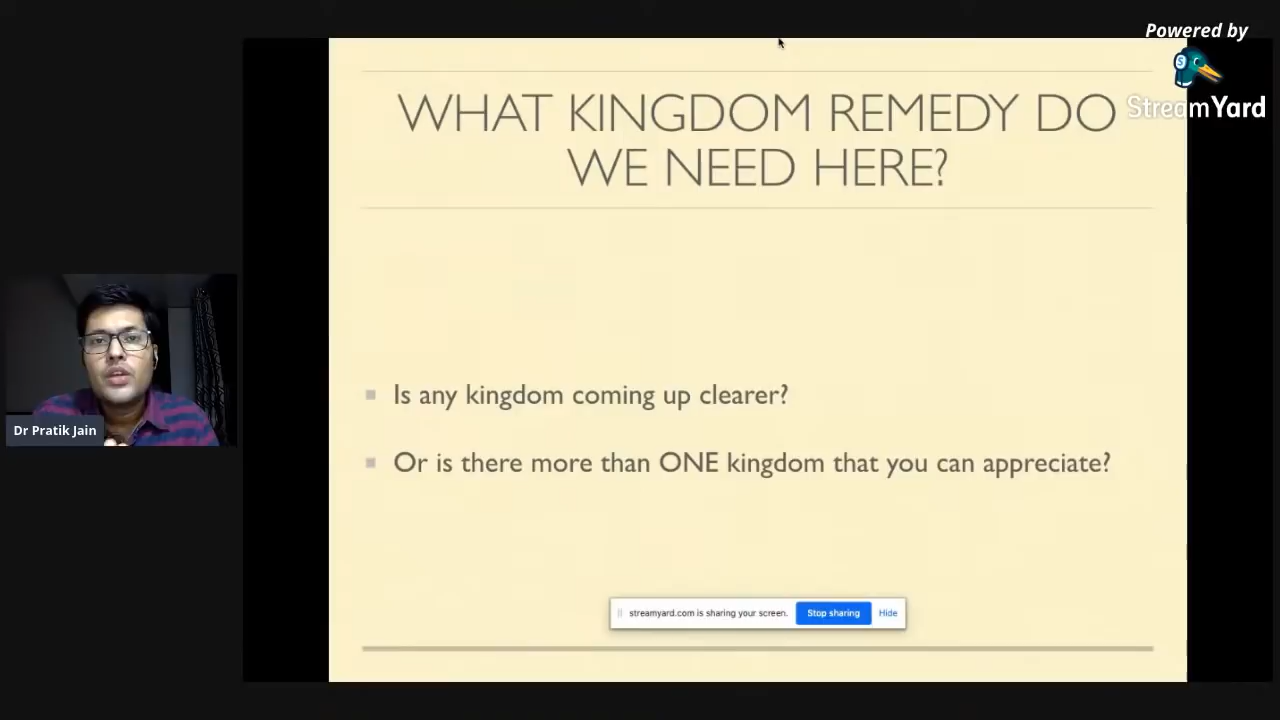 Powered by
StreamYard
WHAT KINGDOM REMEDY DO
WE NEED HERE?
Is any kingdom coming up clearer?
Or is there more than ONE kingdom that you can appreciate?
Dr Pratik Jain
streamyard.com is sharing your screen. Stop sharing Hide